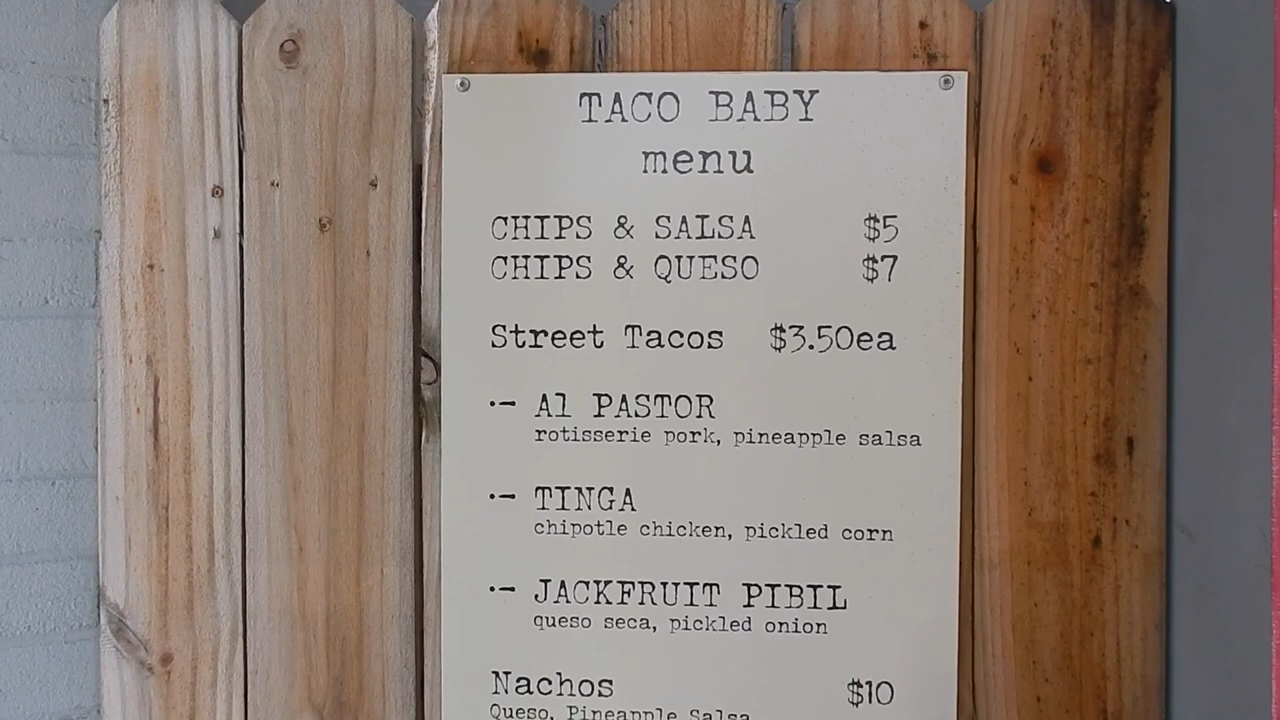 TACO BABY
menu
CHIPS & SALSA $5
CHIPS & QUESO $7
Street Tacos $3.50ea
·– Al PASTOR
rotisserie pork, pineapple salsa
·– TINGA
chipotle chicken, pickled corn
·– JACKFRUIT PIBIL
queso seca, pickled onion
Nachos $10
Queso, Pineapple Salsa